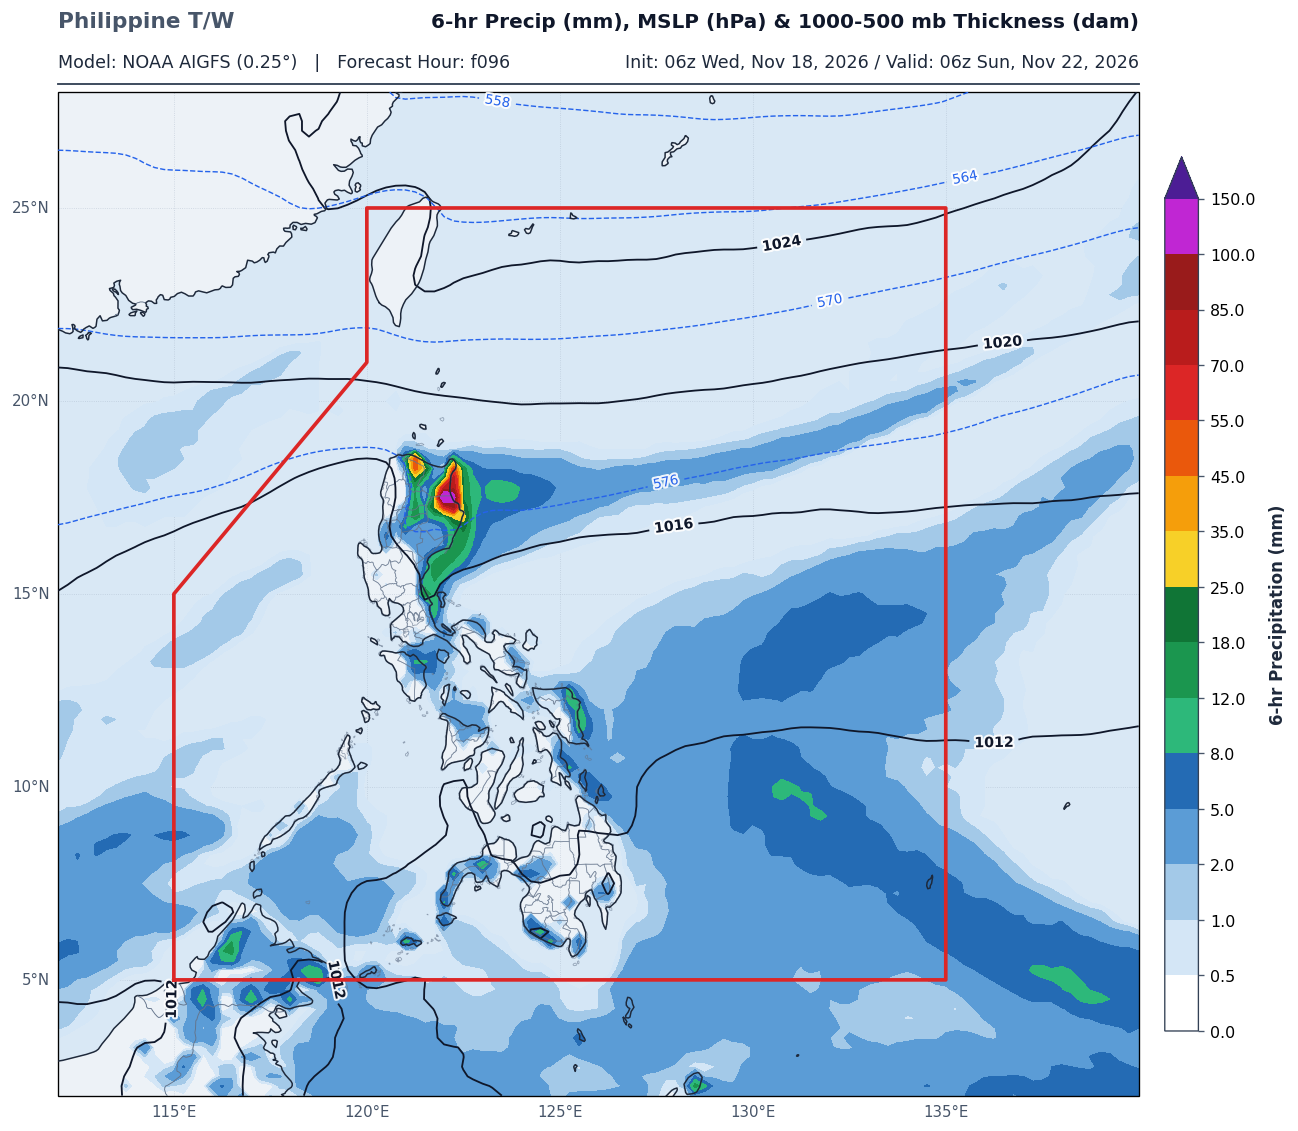 Philippine T/W
6-hr Precip (mm), MSLP (hPa) & 1000-500 mb Thickness (dam)
Model: NOAA AIGFS (0.25°) | Forecast Hour: f096
Init: 06z Wed, Nov 18, 2026 / Valid: 06z Sun, Nov 22, 2026
558
564
1024
570
1020
576
1016
1012
1012
1012
25°N
20°N
15°N
10°N
5°N
115°E
120°E
125°E
130°E
135°E
150.0
100.0
85.0
70.0
55.0
45.0
35.0
25.0
18.0
12.0
8.0
5.0
2.0
1.0
0.5
0.0
6-hr Precipitation (mm)